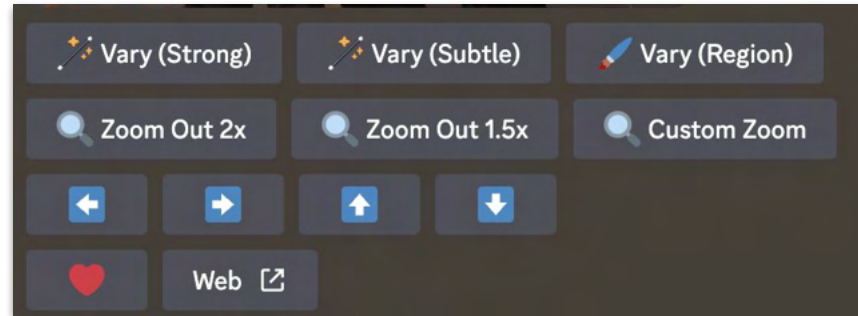 Vary (Strong) Vary (Subtle) Vary (Region)
Zoom Out 2x Zoom Out 1.5x Custom Zoom
Web